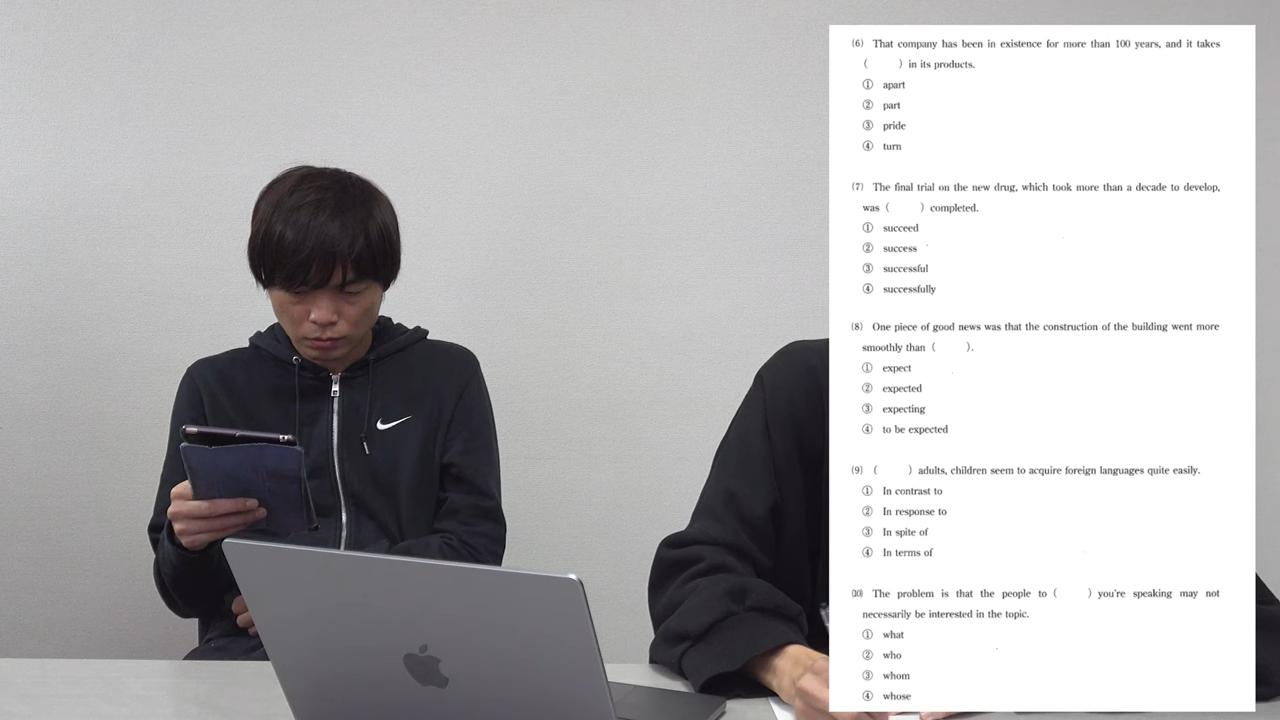 (6) That company has been in existence for more than 100 years, and it takes
( ) in its products.
① apart
② part
③ pride
④ turn
(7) The final trial on the new drug, which took more than a decade to develop,
was ( ) completed.
① succeed
② success
③ successful
④ successfully
(8) One piece of good news was that the construction of the building went more
smoothly than ( ).
① expect
② expected
③ expecting
④ to be expected
(9) ( ) adults, children seem to acquire foreign languages quite easily.
① In contrast to
② In response to
③ In spite of
④ In terms of
(10) The problem is that the people to ( ) you're speaking may not
necessarily be interested in the topic.
① what
② who
③ whom
④ whose